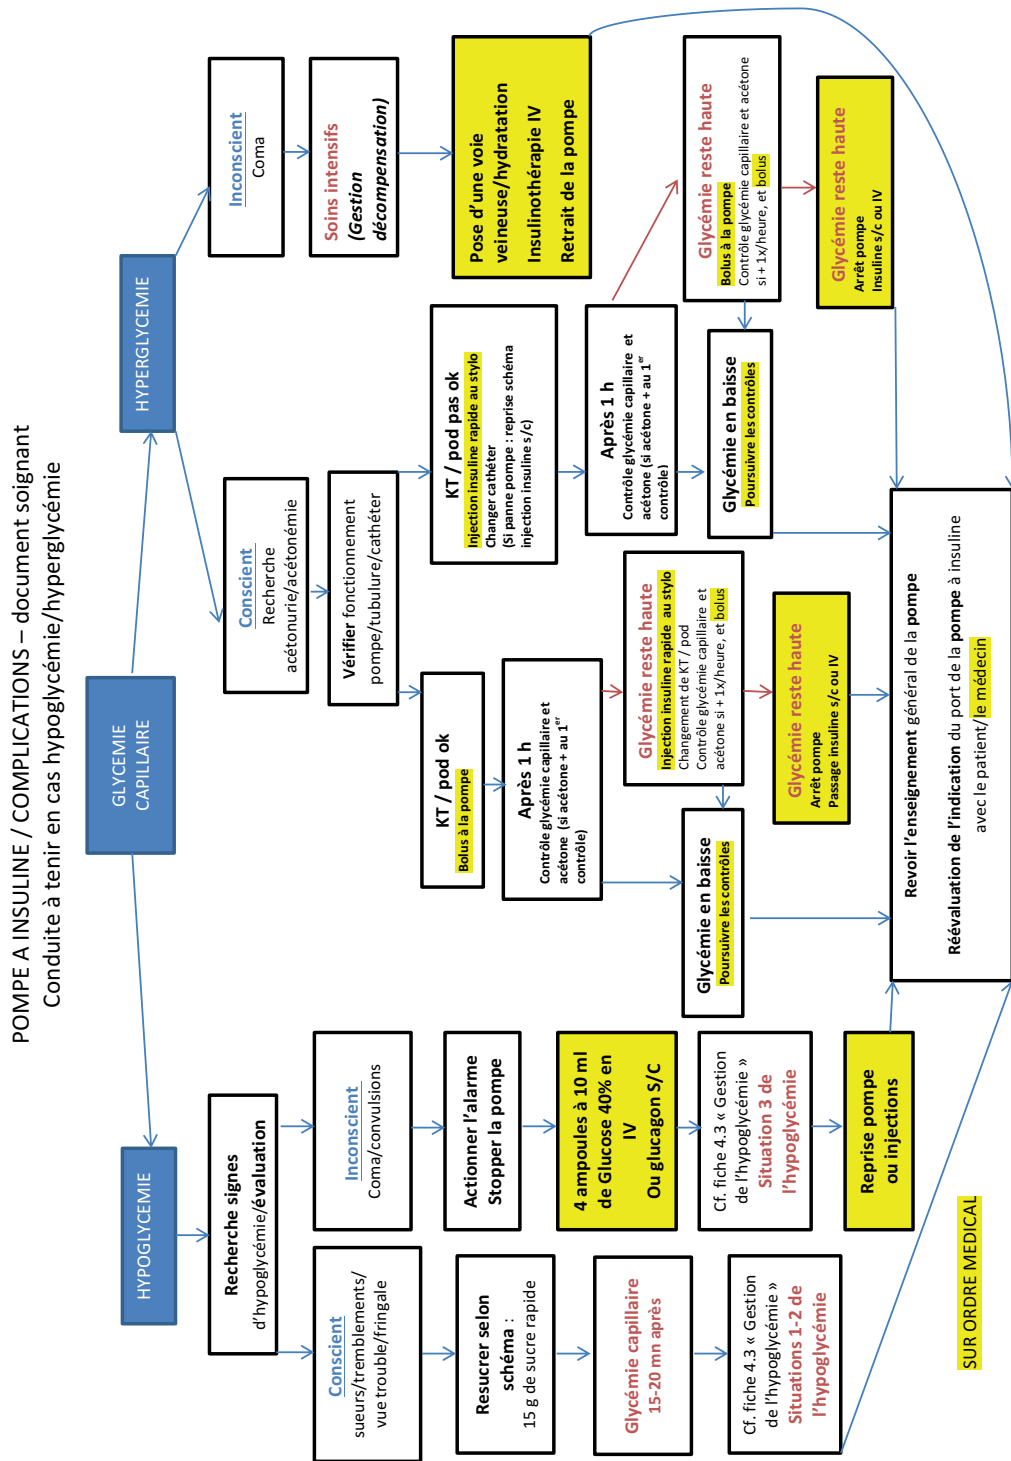 POMPE A INSULINE / COMPLICATIONS – document soignant
Conduite à tenir en cas hypoglycémie/hyperglycémie
GLYCEMIE
CAPILLAIRE
HYPOGLYCEMIE
HYPERGLYCEMIE
Recherche signes
d'hypoglycémie/évaluation
Conscient
sueurs/tremblements/
vue trouble/fringale
Resucrer selon
schéma :
15 g de sucre rapide
Glycémie capillaire
15-20 mn après
Cf. fiche 4.3 « Gestion
de l'hypoglycémie »
Situations 1-2 de
l'hypoglycémie
Inconscient
Coma/convulsions
Actionner l'alarme
Stopper la pompe
4 ampoules à 10 ml
de Glucose 40% en
IV
Ou glucagon S/C
Cf. fiche 4.3 « Gestion
de l'hypoglycémie »
Situation 3 de
l'hypoglycémie
Reprise pompe
ou injections
Conscient
Recherche
acétonurie/acétonémie
Vérifier fonctionnement
pompe/tubulure/cathéter
KT / pod ok
Bolus à la pompe
Après 1 h
Contrôle glycémie capillaire et
acétone (si acétone + au 1er
contrôle)
Glycémie en baisse
Poursuivre les contrôles
Glycémie reste haute
Injection insuline rapide au stylo
Changement de KT / pod
Contrôle glycémie capillaire et
acétone si + 1x/heure, et bolus
Glycémie reste haute
Arrêt pompe
Passage insuline s/c ou IV
KT / pod pas ok
Injection insuline rapide au stylo
Changer cathéter
(Si panne pompe : reprise schéma
injection insuline s/c)
Après 1 h
Contrôle glycémie capillaire et
acétone (si acétone + au 1er
contrôle)
Glycémie en baisse
Poursuivre les contrôles
Glycémie reste haute
Bolus à la pompe
Contrôle glycémie capillaire et acétone
si + 1x/heure, et bolus
Glycémie reste haute
Arrêt pompe
Insuline s/c ou IV
Inconscient
Coma
Soins intensifs
(Gestion
décompensation)
Pose d'une voie
veineuse/hydratation
Insulinothérapie IV
Retrait de la pompe
Revoir l'enseignement général de la pompe
Réévaluation de l'indication du port de la pompe à insuline
avec le patient/le médecin
SUR ORDRE MEDICAL